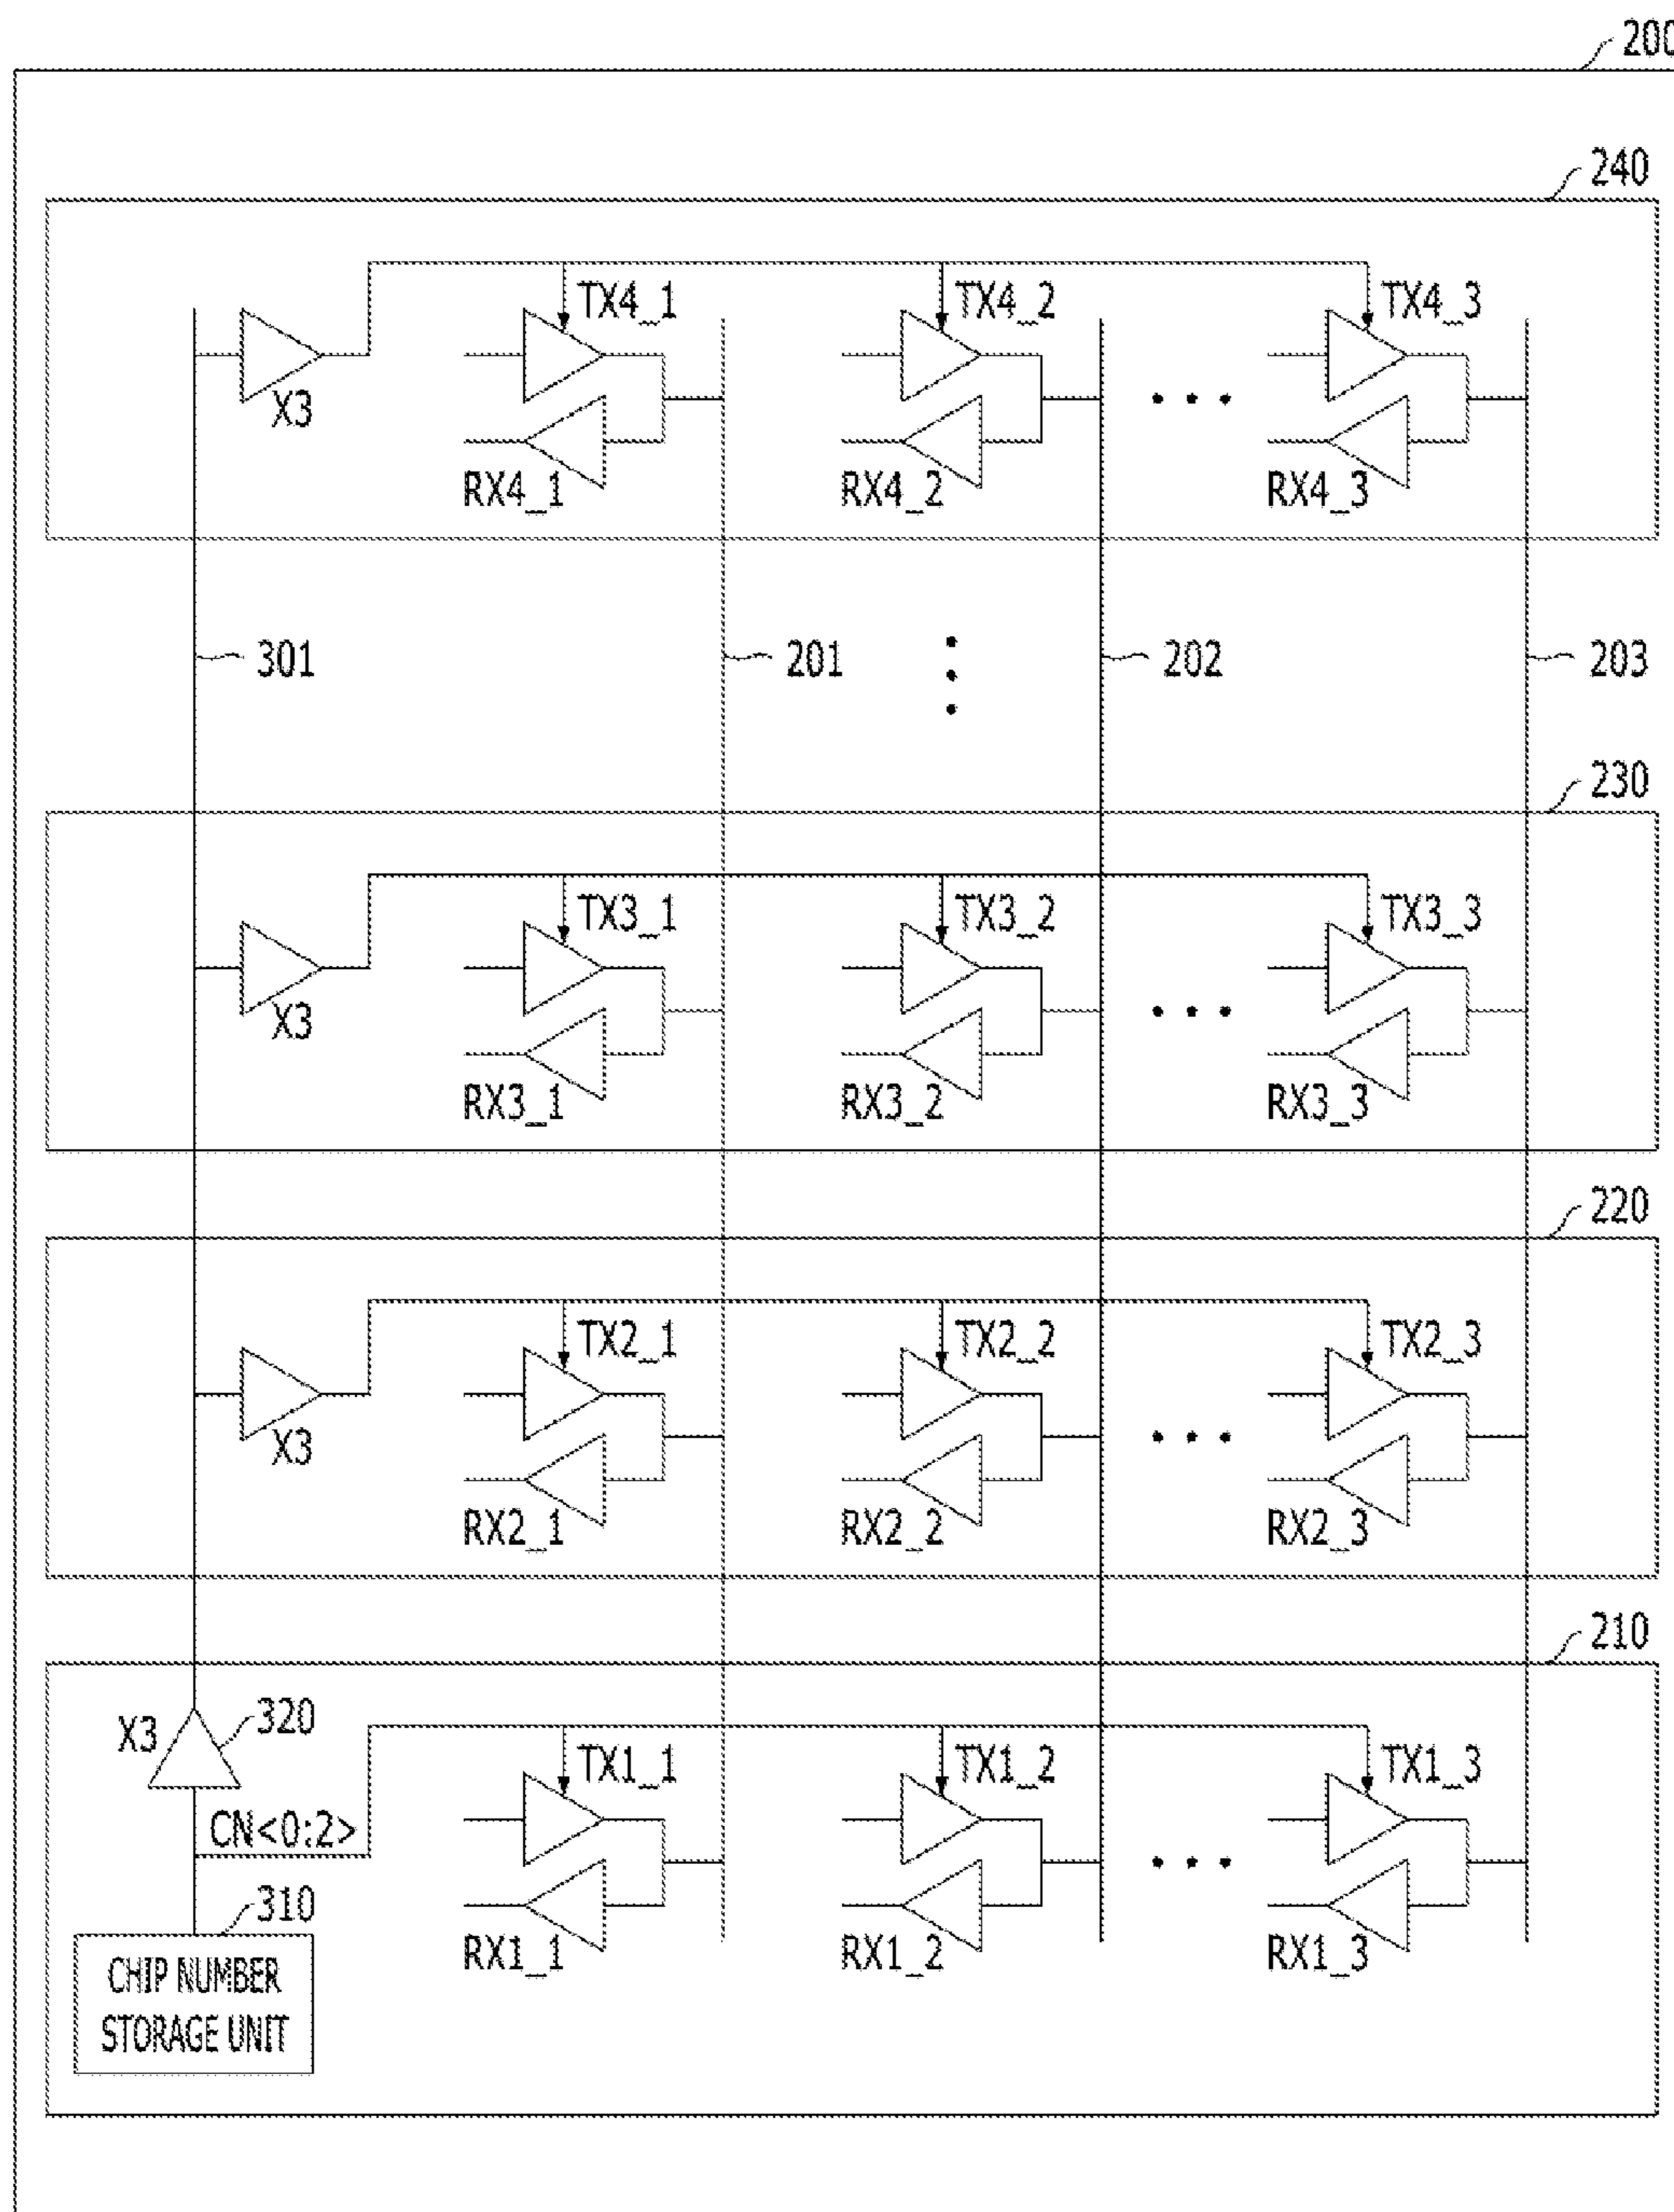 200
240
TX4_1 TX4_2 TX4_3
X3
RX4_1 RX4_2 RX4_3
301 201 202 203
230
TX3_1 TX3_2 TX3_3
X3
RX3_1 RX3_2 RX3_3
220
TX2_1 TX2_2 TX2_3
X3
RX2_1 RX2_2 RX2_3
210
X3 320
TX1_1 TX1_2 TX1_3
CN<0:2>
310
RX1_1 RX1_2 RX1_3
CHIP NUMBER
STORAGE UNIT